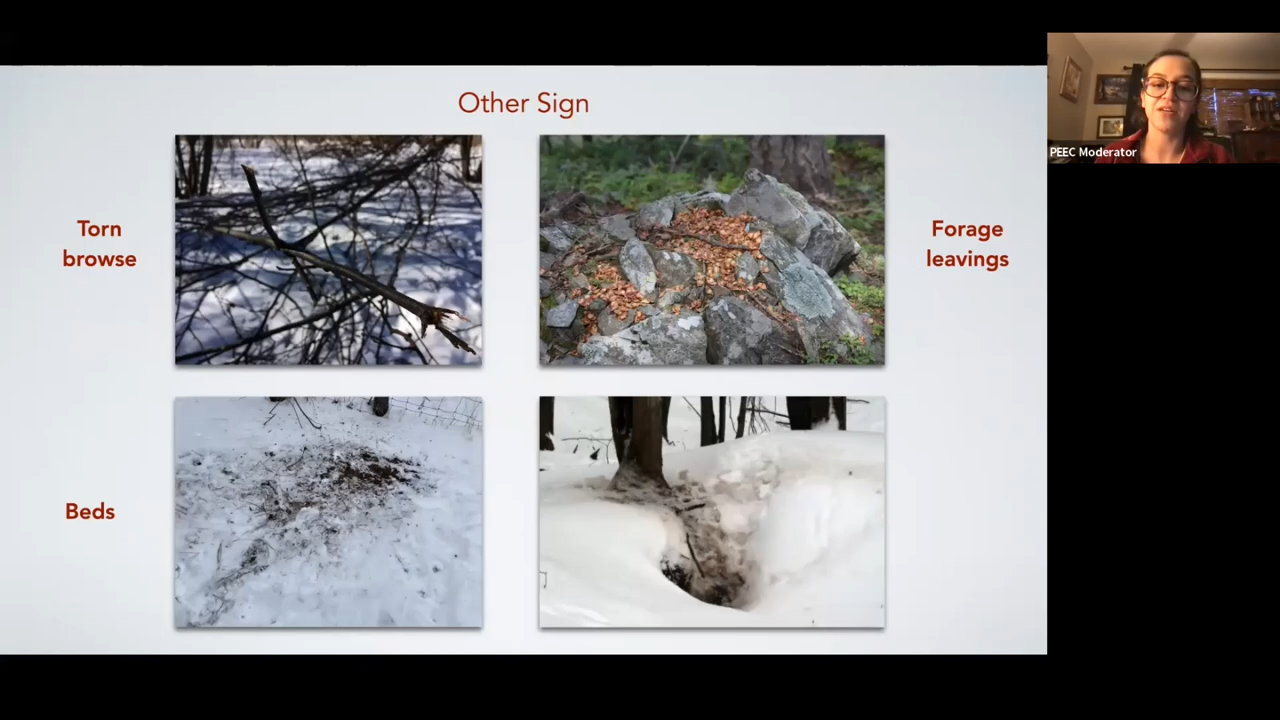 Other Sign
PEEC Moderator
Torn
browse
Forage
leavings
Beds